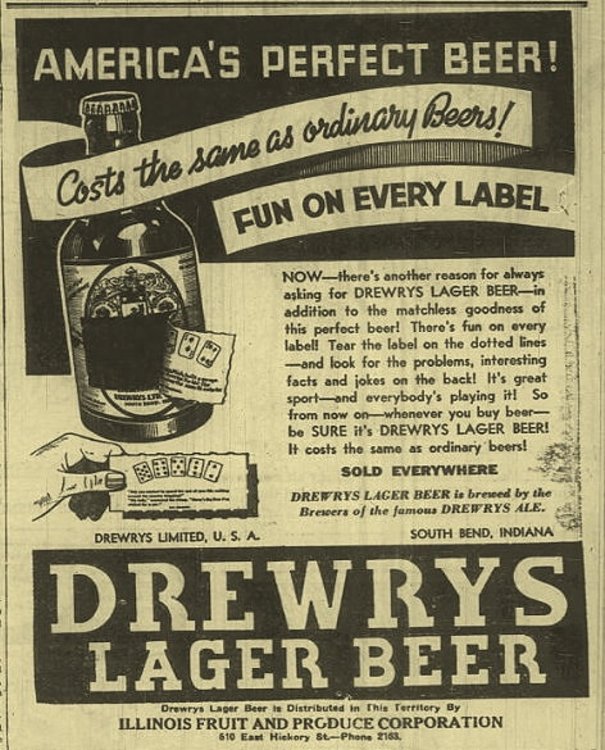 AMERICA'S PERFECT BEER!
Costs the same as ordinary Beers!
FUN ON EVERY LABEL
NOW—there's another reason for always
asking for DREWRYS LAGER BEER—in
addition to the matchless goodness of
this perfect beer! There's fun on every
label! Tear the label on the dotted lines
—and look for the problems, interesting
facts and jokes on the back! It's great
sport—and everybody's playing it! So
from now on—whenever you buy beer—
be SURE it's DREWRYS LAGER BEER!
It costs the same as ordinary beers!
SOLD EVERYWHERE
DREWRYS LAGER BEER is brewed by the
Brewers of the famous DREWRYS ALE.
DREWRYS LIMITED, U. S. A.
SOUTH BEND, INDIANA
DREWRYS
LAGER BEER
Drewrys Lager Beer is Distributed in This Territory By
ILLINOIS FRUIT AND PRODUCE CORPORATION
610 East Hickory St.—Phone 2163.